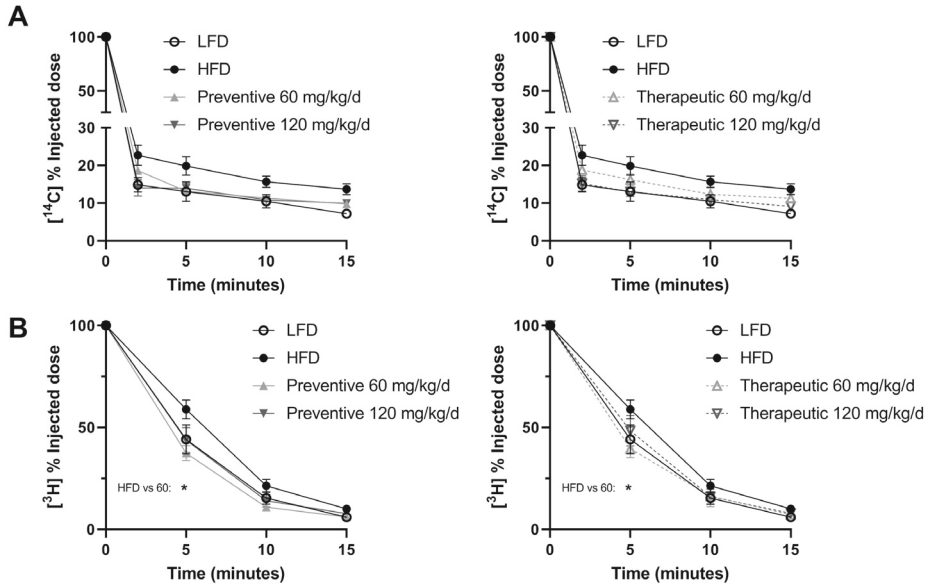 A
[¹⁴C] % Injected dose
100
50
30
20
10
0
LFD
HFD
Preventive 60 mg/kg/d
Preventive 120 mg/kg/d
0 5 10 15
Time (minutes)
[¹⁴C] % Injected dose
100
50
30
20
10
0
LFD
HFD
Therapeutic 60 mg/kg/d
Therapeutic 120 mg/kg/d
0 5 10 15
Time (minutes)
B
[³H] % Injected dose
100
50
0
LFD
HFD
Preventive 60 mg/kg/d
Preventive 120 mg/kg/d
HFD vs 60: *
0 5 10 15
Time (minutes)
[³H] % Injected dose
100
50
0
LFD
HFD
Therapeutic 60 mg/kg/d
Therapeutic 120 mg/kg/d
HFD vs 60: *
0 5 10 15
Time (minutes)